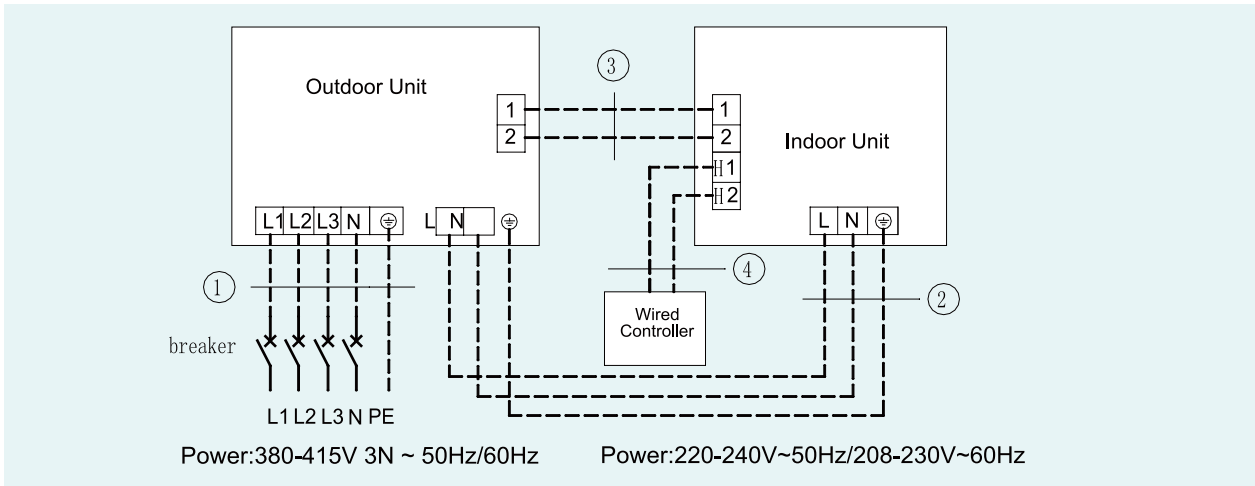 Outdoor Unit
③
1 1
2 2
Indoor Unit
H1
H2
L1 L2 L3 N
L N
L N
④
①
②
Wired
Controller
breaker
L1 L2 L3 N PE
Power:380-415V 3N ~ 50Hz/60Hz
Power:220-240V~50Hz/208-230V~60Hz